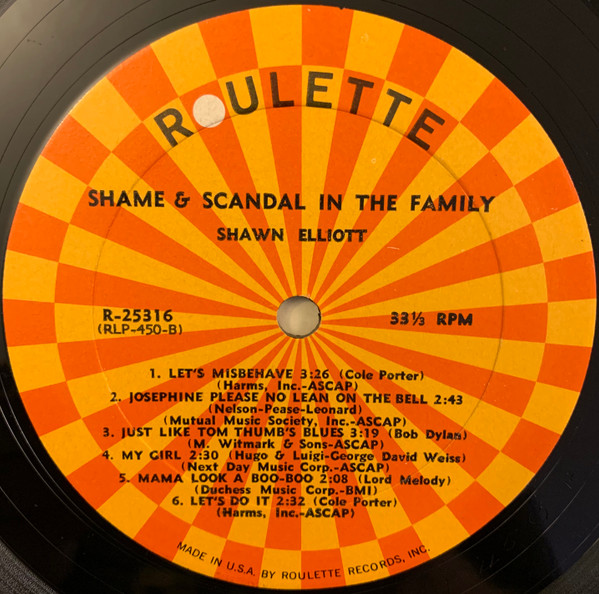 ROULETTE
SHAME & SCANDAL IN THE FAMILY
SHAWN ELLIOTT
R-25316
(RLP-450-B)
33⅓ RPM
1. LET'S MISBEHAVE 3:26 (Cole Porter)
(Harms, Inc.-ASCAP)
2. JOSEPHINE PLEASE NO LEAN ON THE BELL 2:43
(Nelson-Pease-Leonard)
(Mutual Music Society, Inc.-ASCAP)
3. JUST LIKE TOM THUMB'S BLUES 3:19 (Bob Dylan)
(M. Witmark & Sons-ASCAP)
4. MY GIRL 2:30 (Hugo & Luigi-George David Weiss)
(Next Day Music Corp.-ASCAP)
5. MAMA LOOK A BOO-BOO 2:08 (Lord Melody)
(Duchess Music Corp.-BMI)
6. LET'S DO IT 2:32 (Cole Porter)
(Harms, Inc.-ASCAP)
MADE IN U.S.A. BY ROULETTE RECORDS, INC.